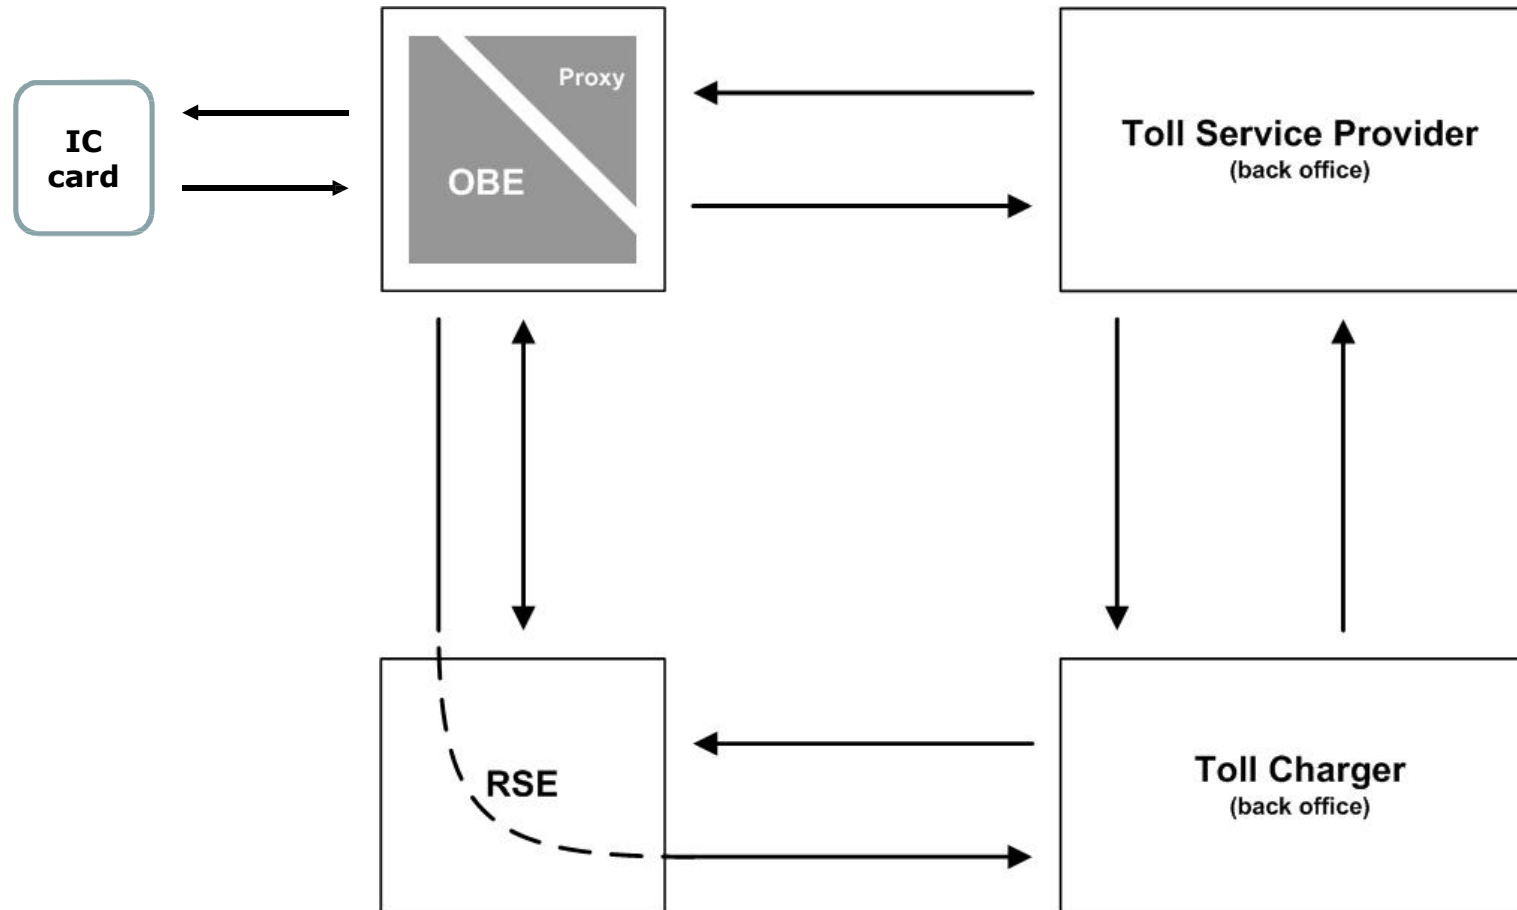 IC
card
Proxy
OBE
Toll Service Provider
(back office)
RSE
Toll Charger
(back office)